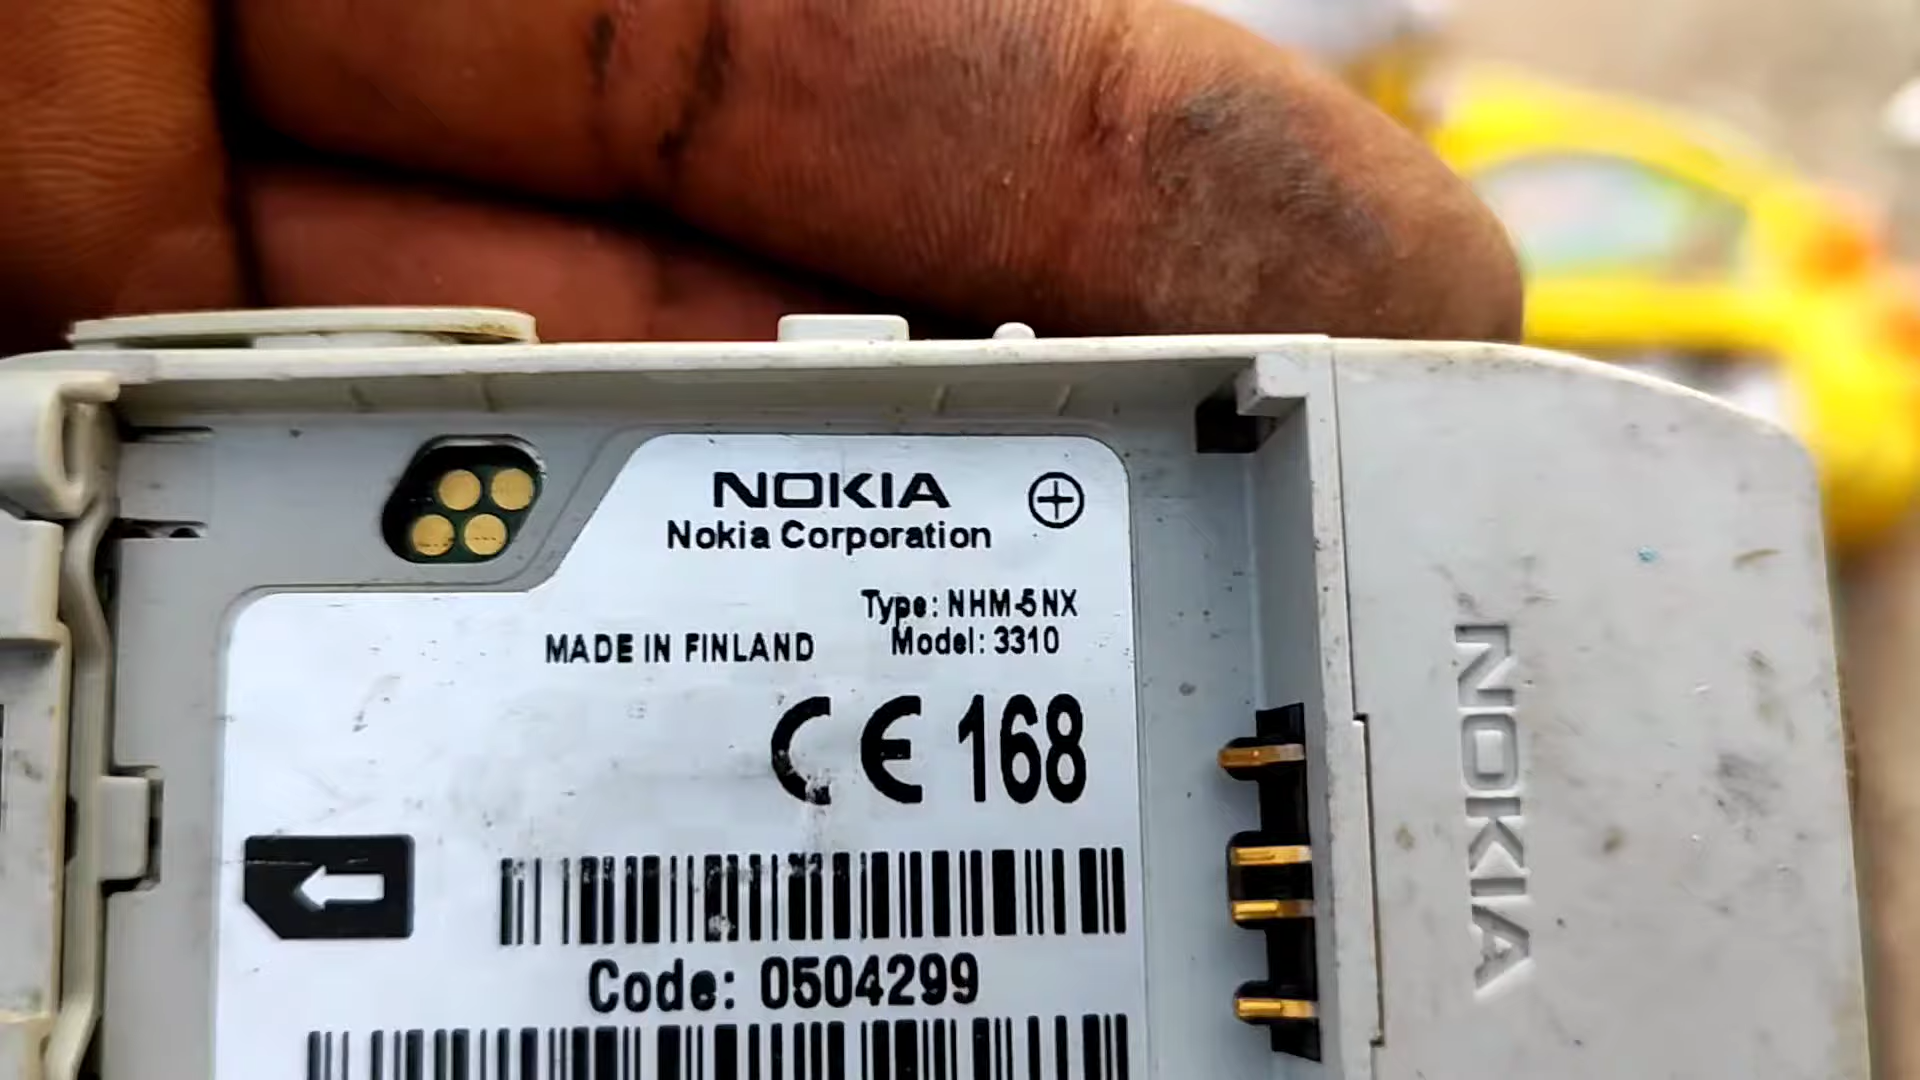 NOKIA
Nokia Corporation
Type: NHM-5NX
Model: 3310
MADE IN FINLAND
CE 168
Code: 0504299
NOKIA